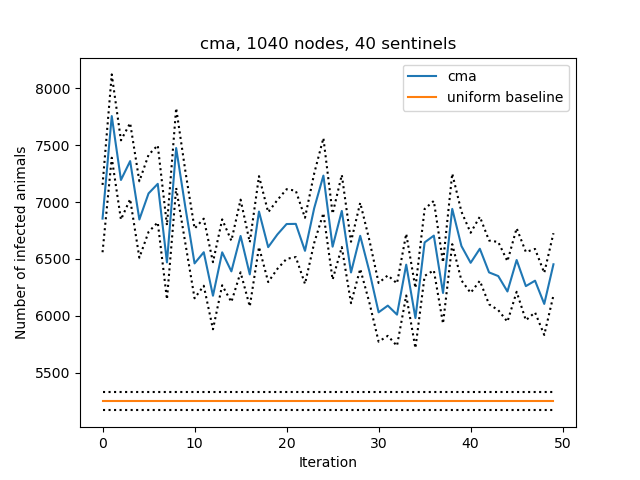 cma, 1040 nodes, 40 sentinels
cma
uniform baseline
Number of infected animals
8000
7500
7000
6500
6000
5500
0 10 20 30 40 50
Iteration